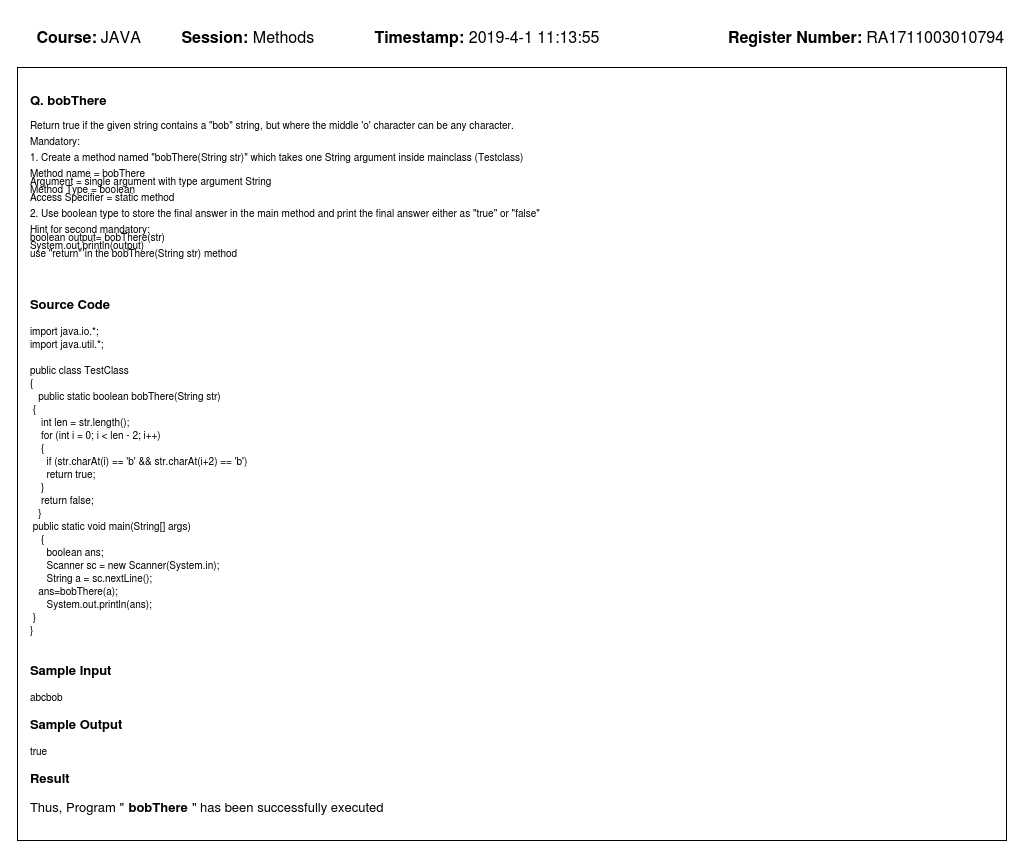 Course: JAVA Session: Methods Timestamp: 2019-4-1 11:13:55 Register Number: RA1711003010794
Q. bobThere
Return true if the given string contains a "bob" string, but where the middle 'o' character can be any character.
Mandatory:
1. Create a method named "bobThere(String str)" which takes one String argument inside mainclass (Testclass)
Method name = bobThere
Argument = single argument with type argument String
Method Type = boolean
Access Specifier = static method
2. Use boolean type to store the final answer in the main method and print the final answer either as "true" or "false"
Hint for second mandatory;
boolean output= bobThere(str)
System.out.println(output)
use "return" in the bobThere(String str) method
Source Code
import java.io.*;
import java.util.*;
public class TestClass
{
public static boolean bobThere(String str)
{
int len = str.length();
for (int i = 0; i < len - 2; i++)
{
if (str.charAt(i) == 'b' && str.charAt(i+2) == 'b')
return true;
}
return false;
}
public static void main(String[] args)
{
boolean ans;
Scanner sc = new Scanner(System.in);
String a = sc.nextLine();
ans=bobThere(a);
System.out.println(ans);
}
}
Sample Input
abcbob
Sample Output
true
Result
Thus, Program " bobThere " has been successfully executed